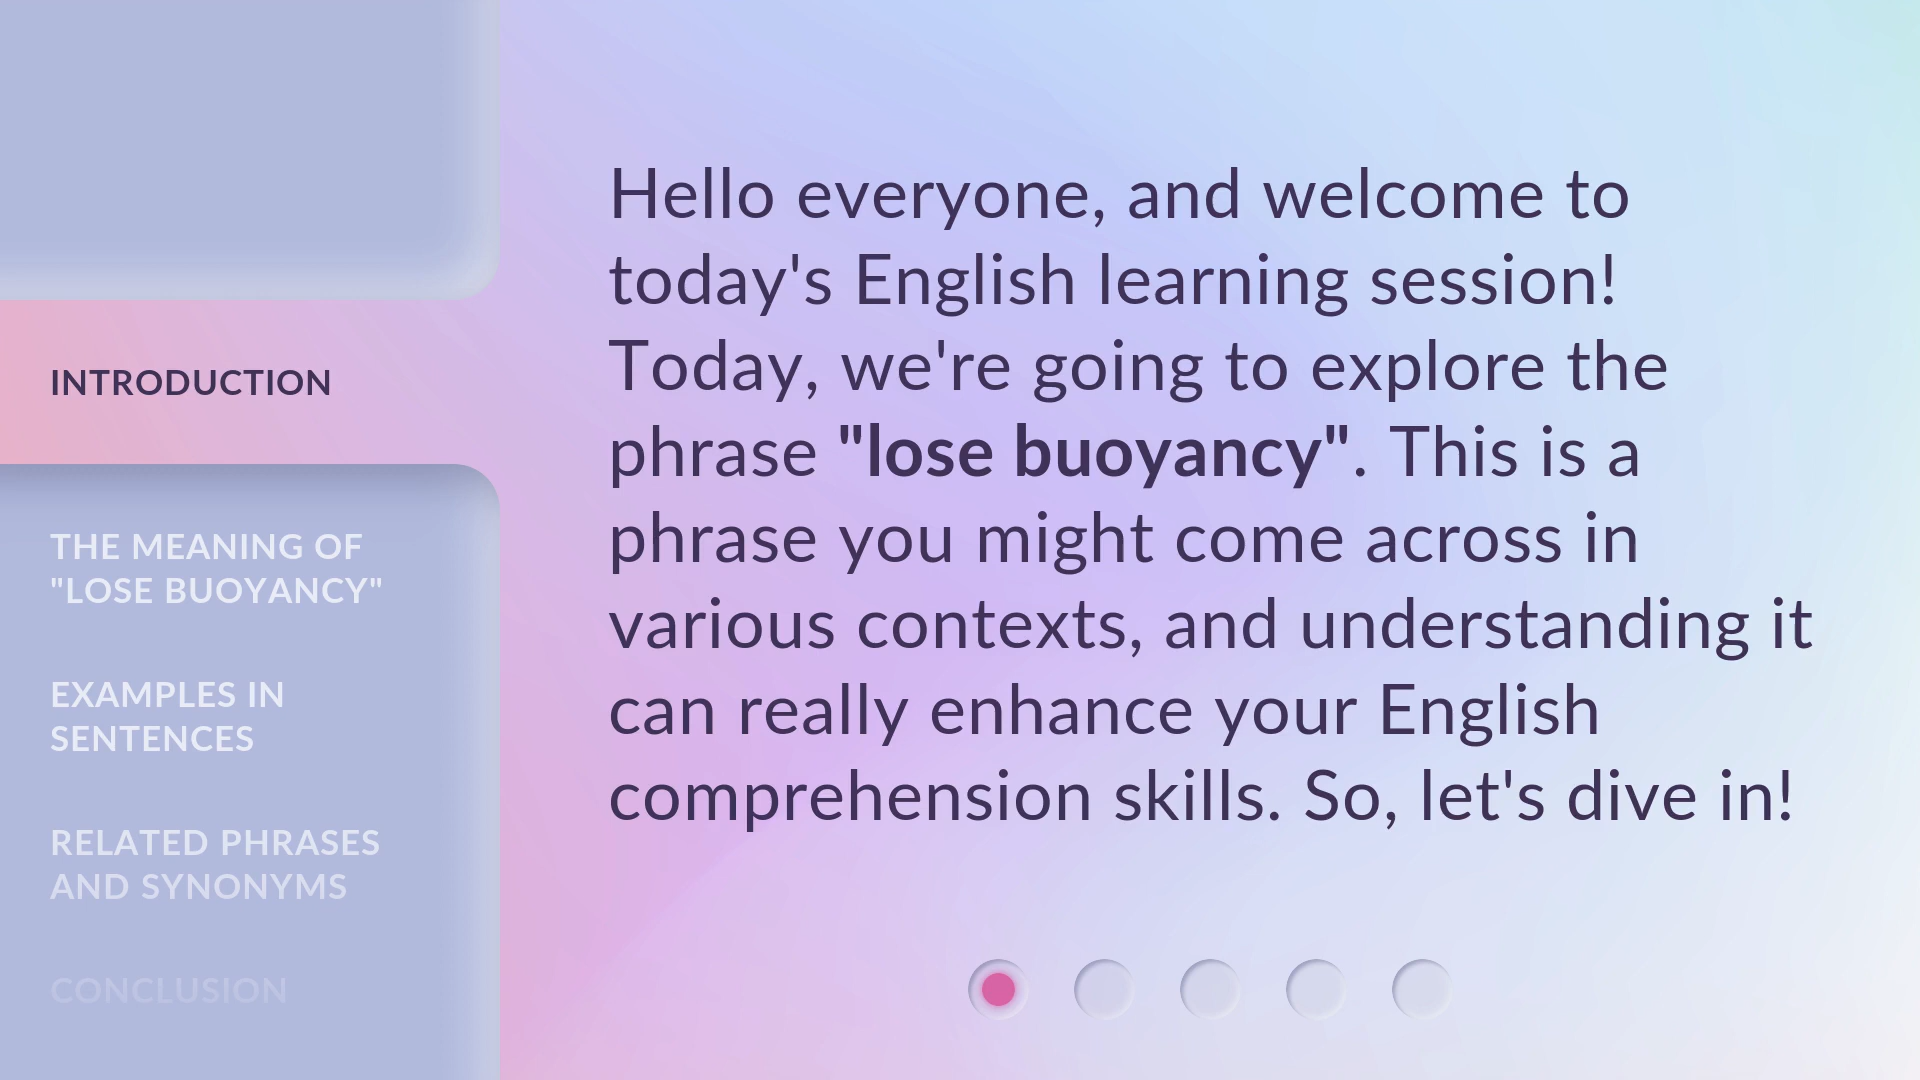 INTRODUCTION
THE MEANING OF
"LOSE BUOYANCY"
EXAMPLES IN
SENTENCES
RELATED PHRASES
AND SYNONYMS
CONCLUSION
Hello everyone, and welcome to
today's English learning session!
Today, we're going to explore the
phrase "lose buoyancy". This is a
phrase you might come across in
various contexts, and understanding it
can really enhance your English
comprehension skills. So, let's dive in!